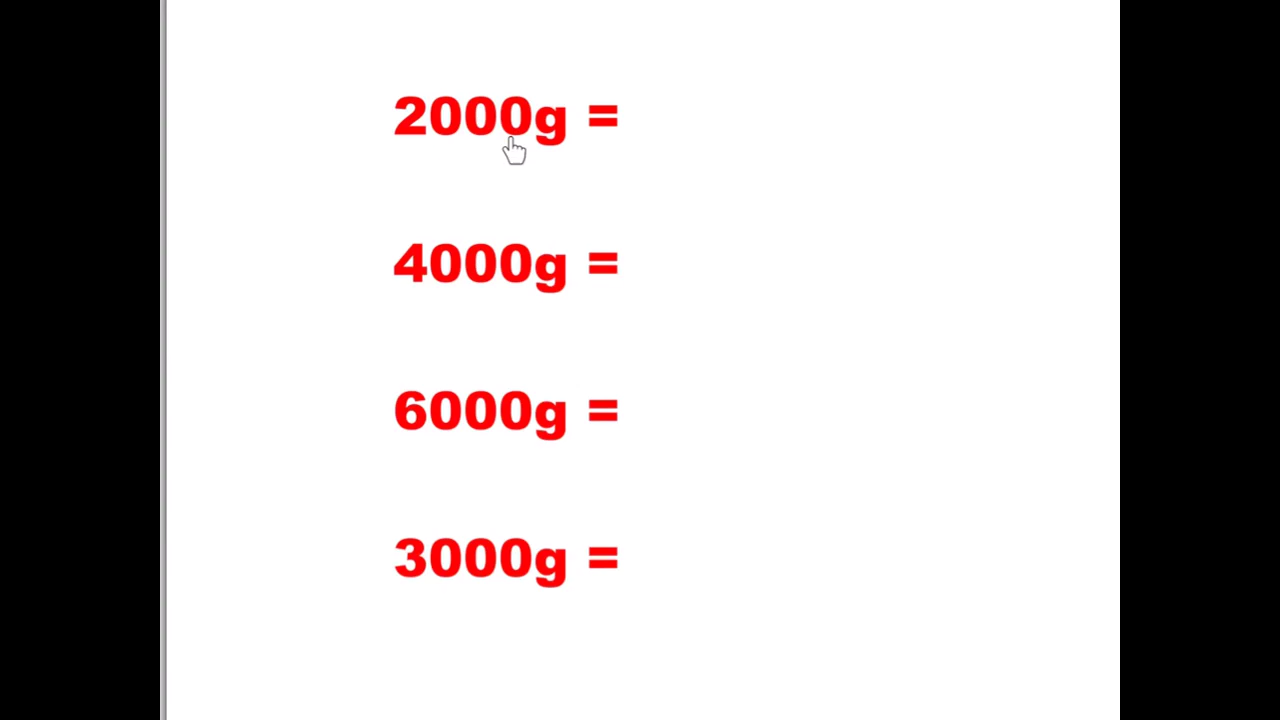 2000g =
4000g =
6000g =
3000g =